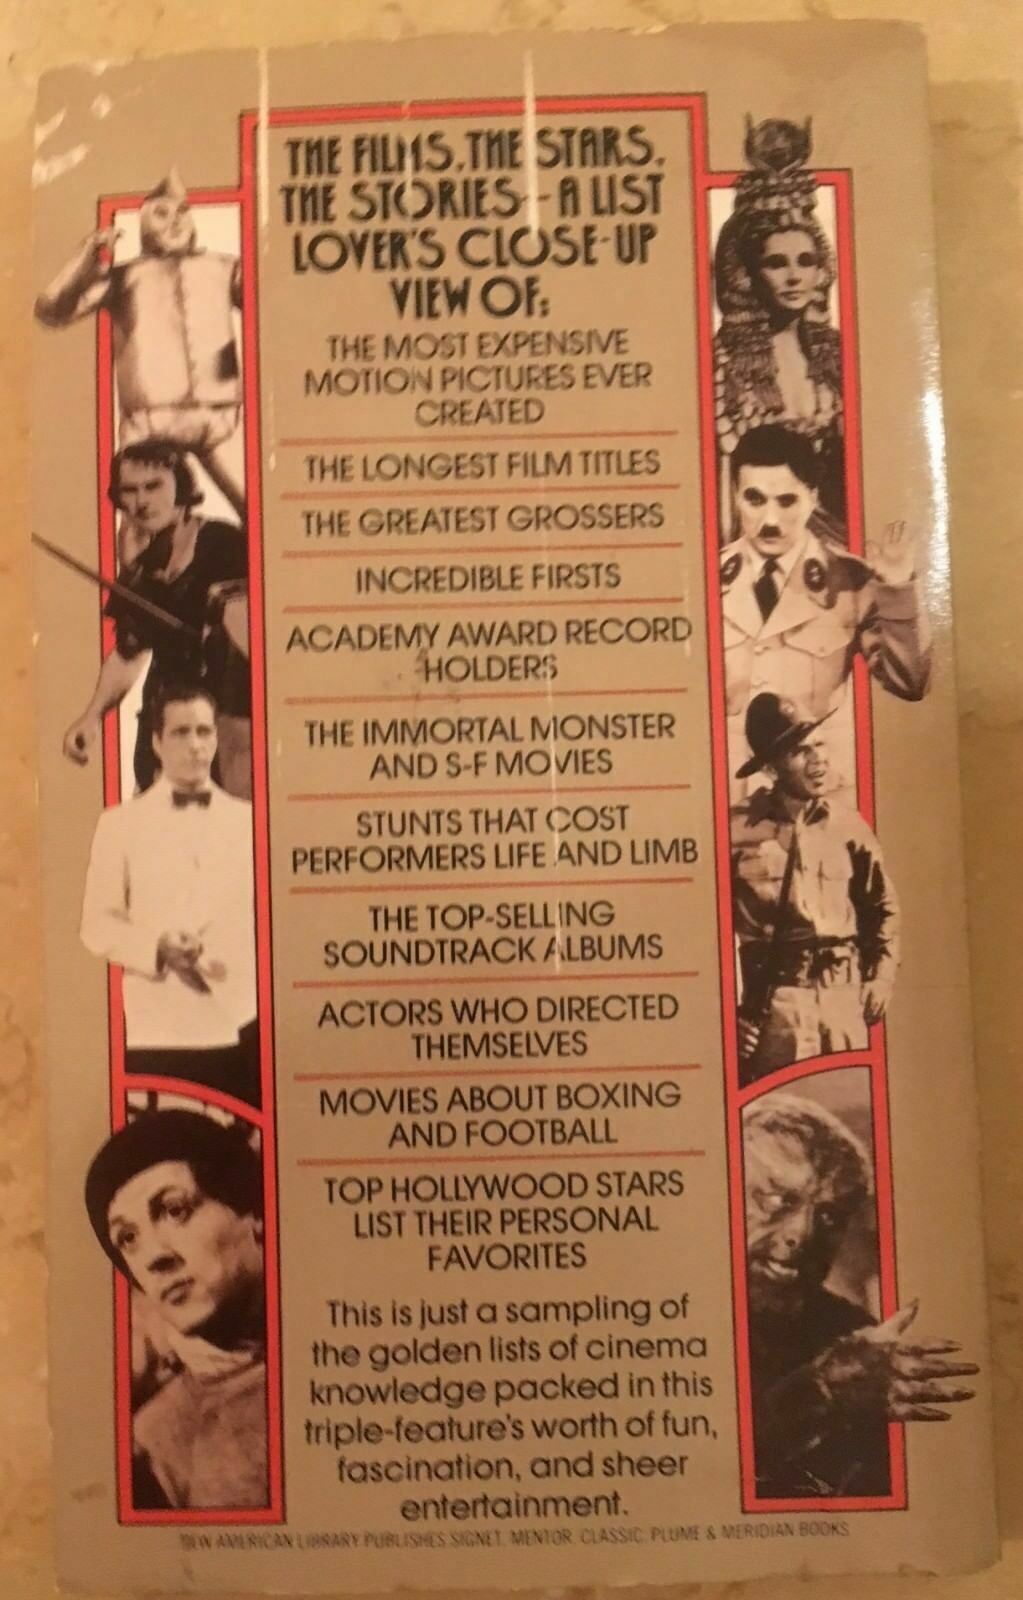 THE FILMS, THE STARS,
THE STORIES--A LIST
LOVER'S CLOSE-UP
VIEW OF:
THE MOST EXPENSIVE
MOTION PICTURES EVER
CREATED
THE LONGEST FILM TITLES
THE GREATEST GROSSERS
INCREDIBLE FIRSTS
ACADEMY AWARD RECORD
HOLDERS
THE IMMORTAL MONSTER
AND S-F MOVIES
STUNTS THAT COST
PERFORMERS LIFE AND LIMB
THE TOP-SELLING
SOUNDTRACK ALBUMS
ACTORS WHO DIRECTED
THEMSELVES
MOVIES ABOUT BOXING
AND FOOTBALL
TOP HOLLYWOOD STARS
LIST THEIR PERSONAL
FAVORITES
This is just a sampling of
the golden lists of cinema
knowledge packed in this
triple-feature's worth of fun,
fascination, and sheer
entertainment.
NEW AMERICAN LIBRARY PUBLISHES SIGNET, MENTOR, CLASSIC, PLUME & MERIDIAN BOOKS